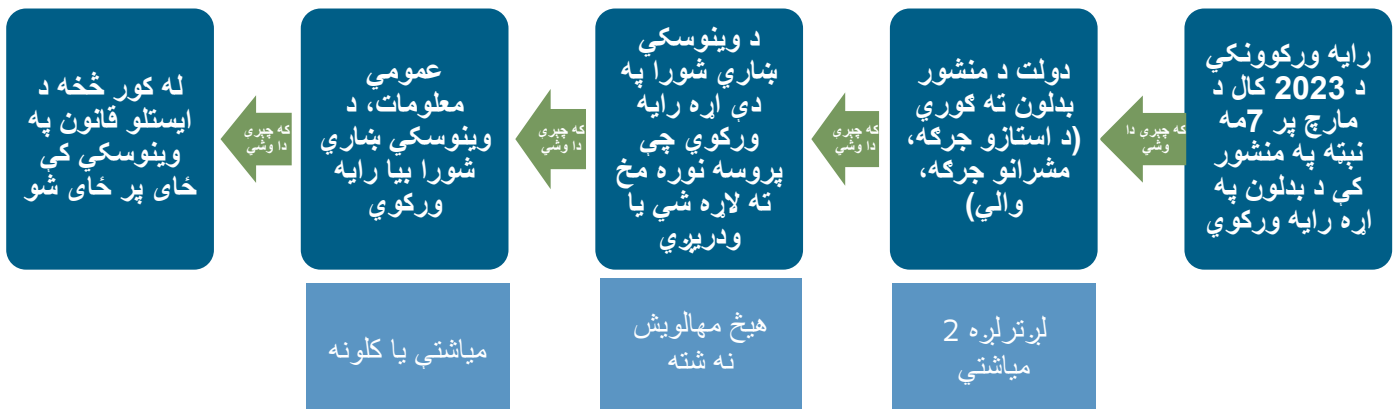 رایه ورکوونکي
د 2023 کال د
مارچ پر 7مه
نېټه په منشور
کې د بدلون په
اړه رایه ورکوي
که چېرې دا
وشي
دولت د منشور
بدلون ته ګوري
(د استازو جرګه،
مشرانو جرګه،
والي)
لږترلږه 2
میاشتي
که چېرې
دا وشي
د وینوسکي
ښاري شورا په
دې اړه رایه
ورکوي چې
پروسه نوره مخ
ته لاړه شي یا
ودریږي
هیڅ مهالویش
نه شته
که چېرې
دا وشي
عمومي
معلومات، د
وینوسکي ښاري
شورا بیا رایه
ورکوي
میاشتې یا کلونه
که چېرې
دا وشي
له کور څخه د
ایستلو قانون په
وینوسکي کې
ځای پر ځای شو